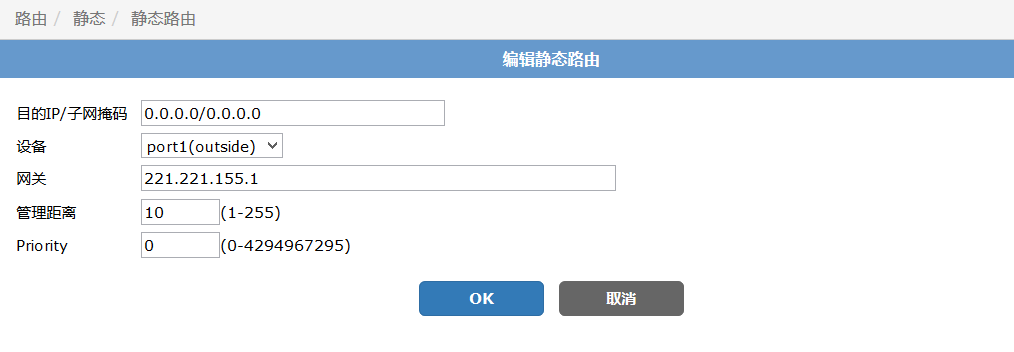 路由 / 静态 / 静态路由
编辑静态路由
目的IP/子网掩码 0.0.0.0/0.0.0.0
设备 port1(outside)
网关 221.221.155.1
管理距离 10 (1-255)
Priority 0 (0-4294967295)
OK 取消